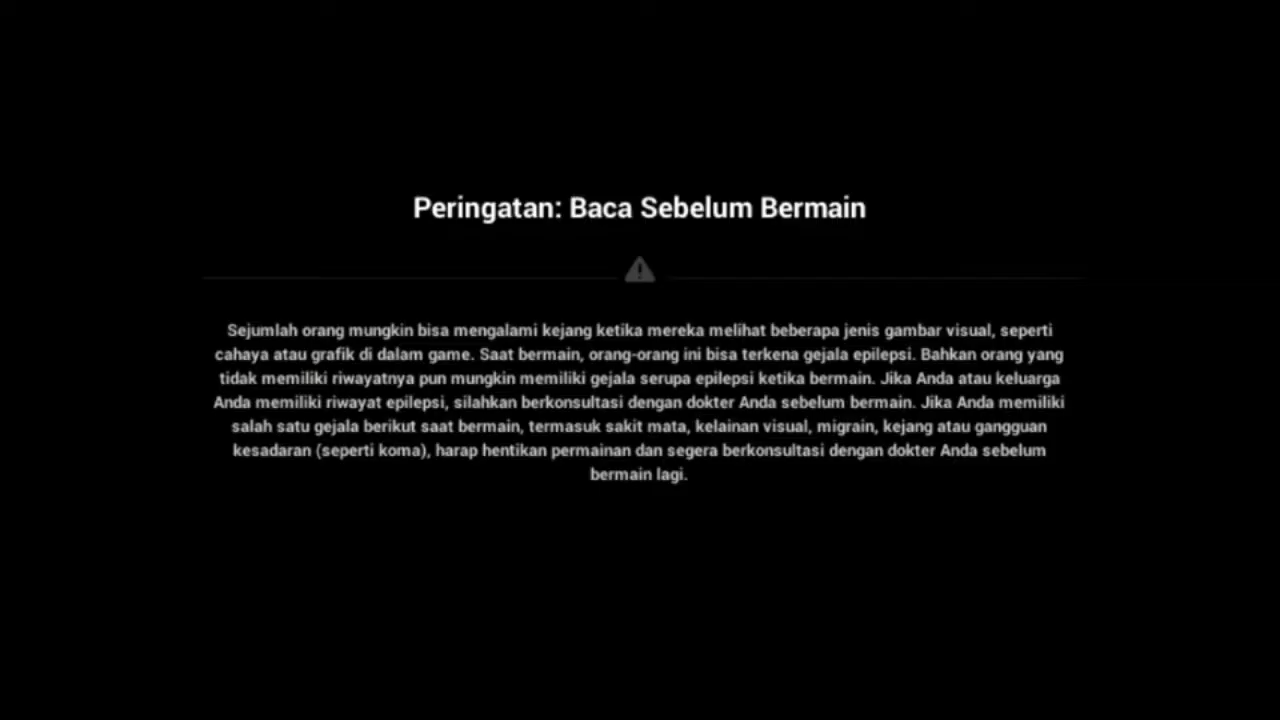 Peringatan: Baca Sebelum Bermain
Sejumlah orang mungkin bisa mengalami kejang ketika mereka melihat beberapa jenis gambar visual, seperti
cahaya atau grafik di dalam game. Saat bermain, orang-orang ini bisa terkena gejala epilepsi. Bahkan orang yang
tidak memiliki riwayatnya pun mungkin memiliki gejala serupa epilepsi ketika bermain. Jika Anda atau keluarga
Anda memiliki riwayat epilepsi, silahkan berkonsultasi dengan dokter Anda sebelum bermain. Jika Anda memiliki
salah satu gejala berikut saat bermain, termasuk sakit mata, kelainan visual, migrain, kejang atau gangguan
kesadaran (seperti koma), harap hentikan permainan dan segera berkonsultasi dengan dokter Anda sebelum
bermain lagi.